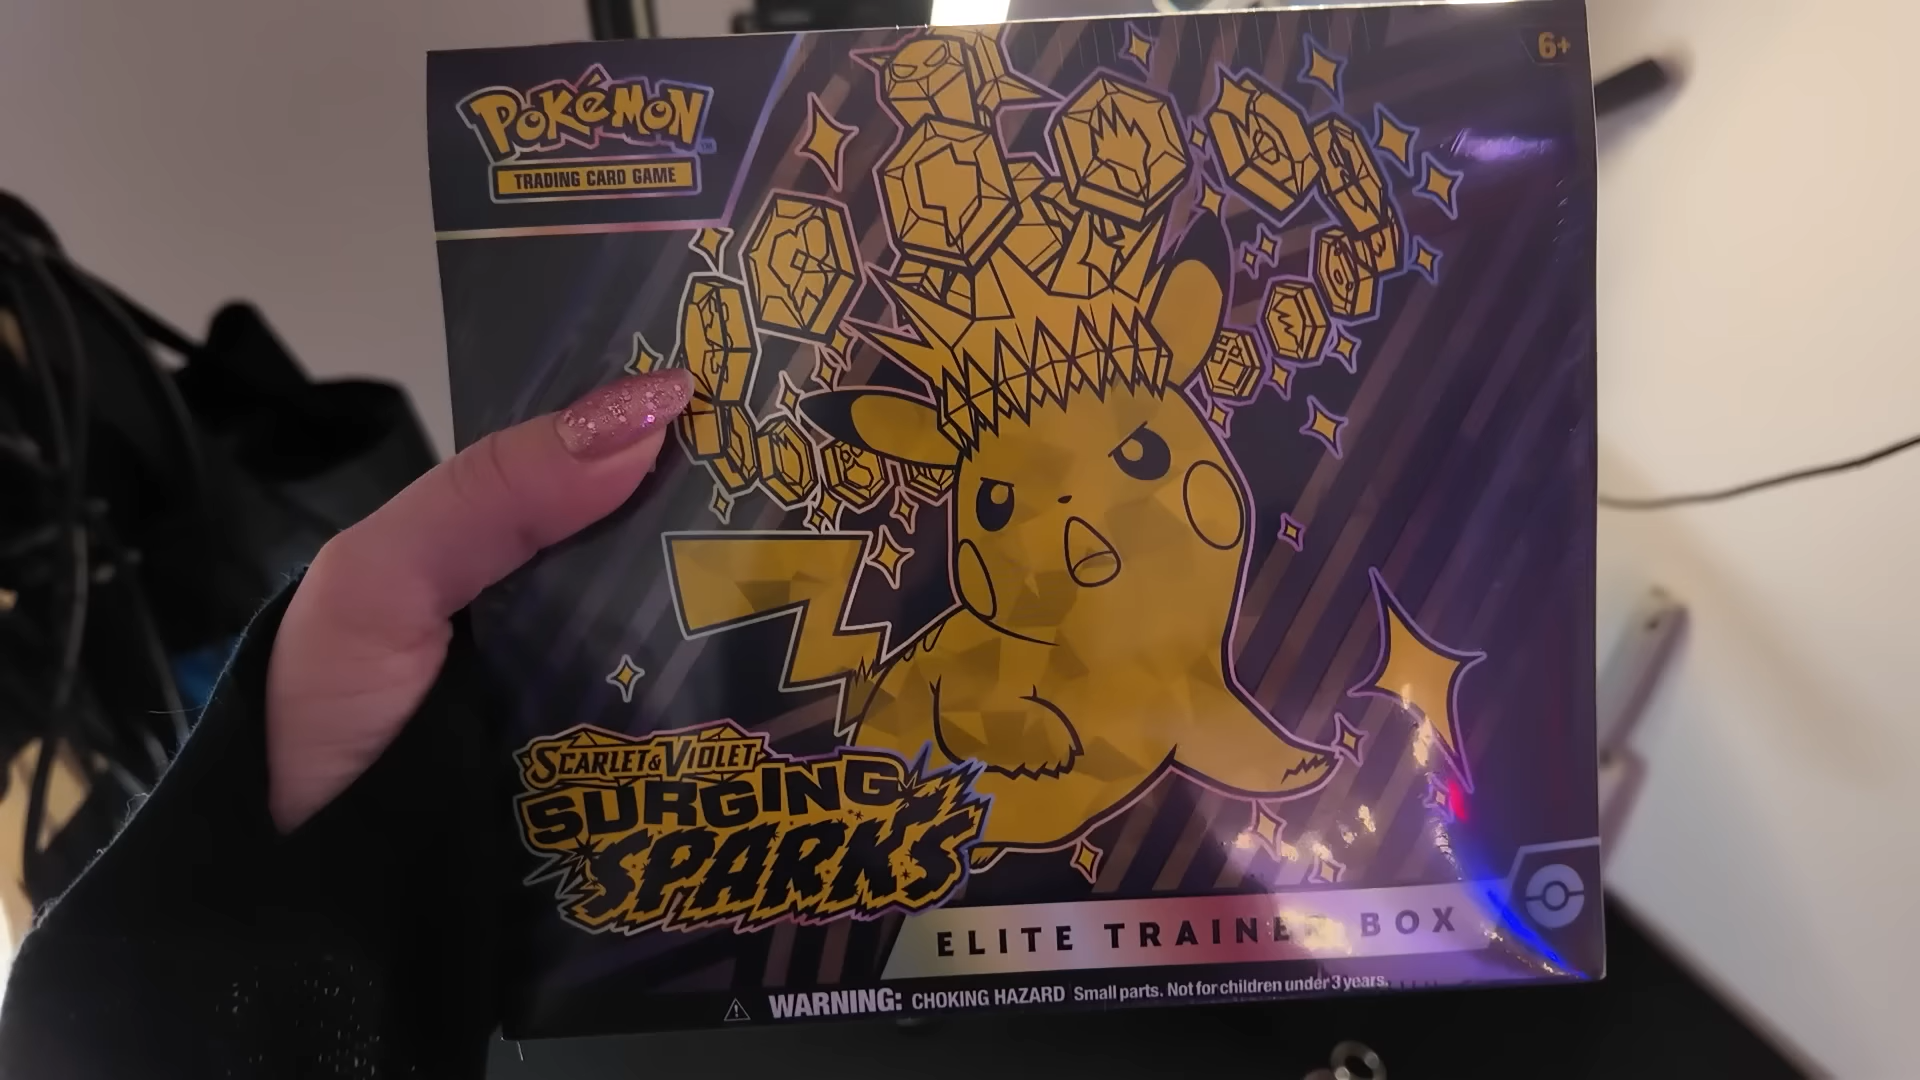 6+
POKéMON
TM
TRADING CARD GAME
SCARLET & VIOLET
SURGING
SPARKS
ELITE TRAINER BOX
WARNING: CHOKING HAZARD Small parts. Not for children under 3 years.